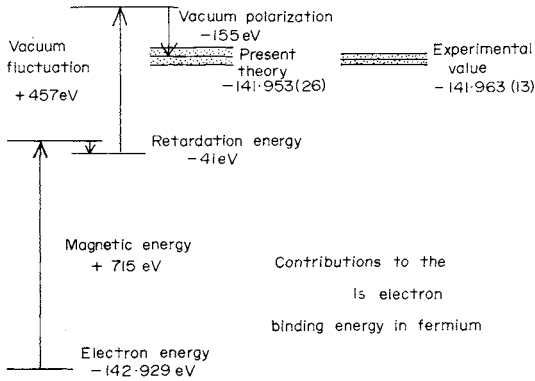 Vacuum polarization
-155 eV
Vacuum
fluctuation
+457eV
Present
theory
-141·953(26)
Experimental
value
-141·963 (13)
Retardation energy
-41eV
Magnetic energy
+ 715 eV
Contributions to the
1s electron
binding energy in fermium
Electron energy
-142·929 eV